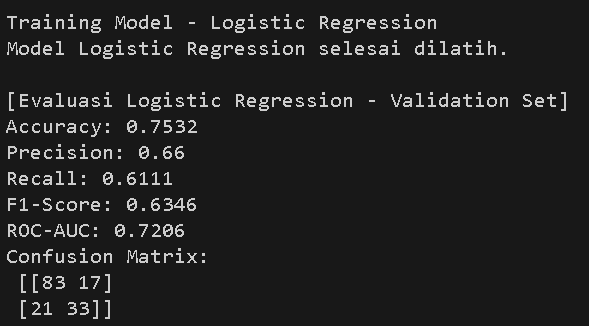 Training Model - Logistic Regression
Model Logistic Regression selesai dilatih.
[Evaluasi Logistic Regression - Validation Set]
Accuracy: 0.7532
Precision: 0.66
Recall: 0.6111
F1-Score: 0.6346
ROC-AUC: 0.7206
Confusion Matrix:
[[83 17]
[21 33]]